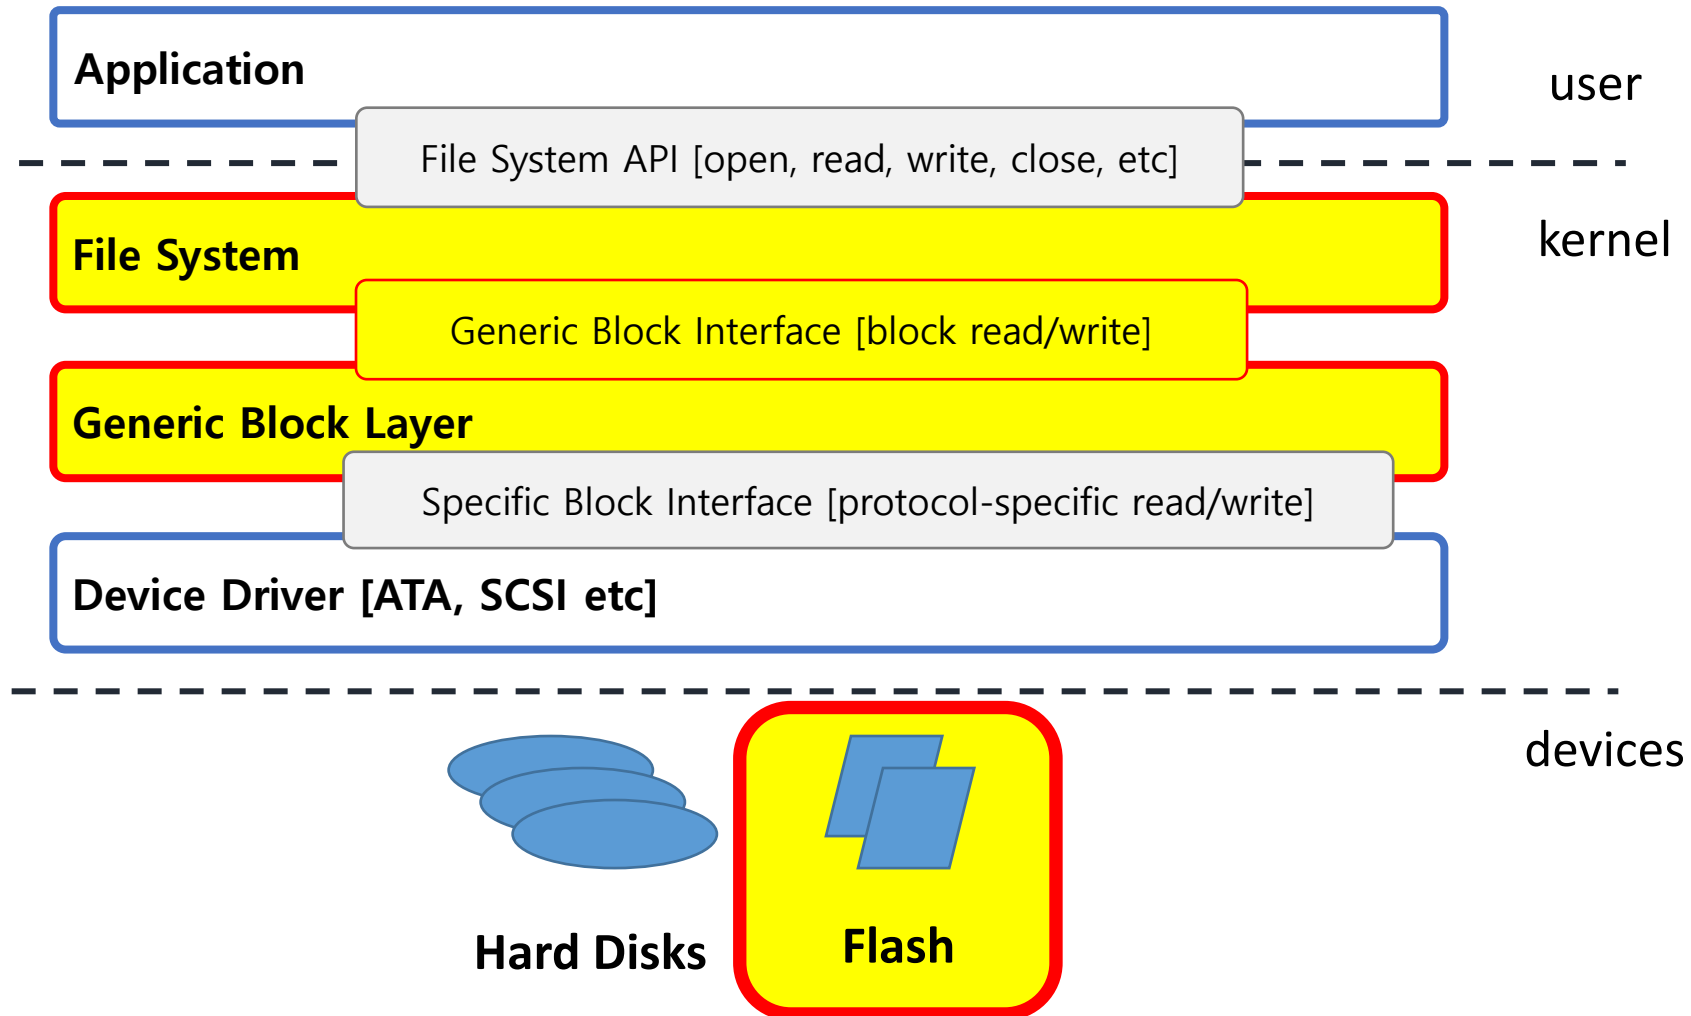 Application
user
File System API [open, read, write, close, etc]
File System
kernel
Generic Block Interface [block read/write]
Generic Block Layer
Specific Block Interface [protocol-specific read/write]
Device Driver [ATA, SCSI etc]
devices
Hard Disks
Flash